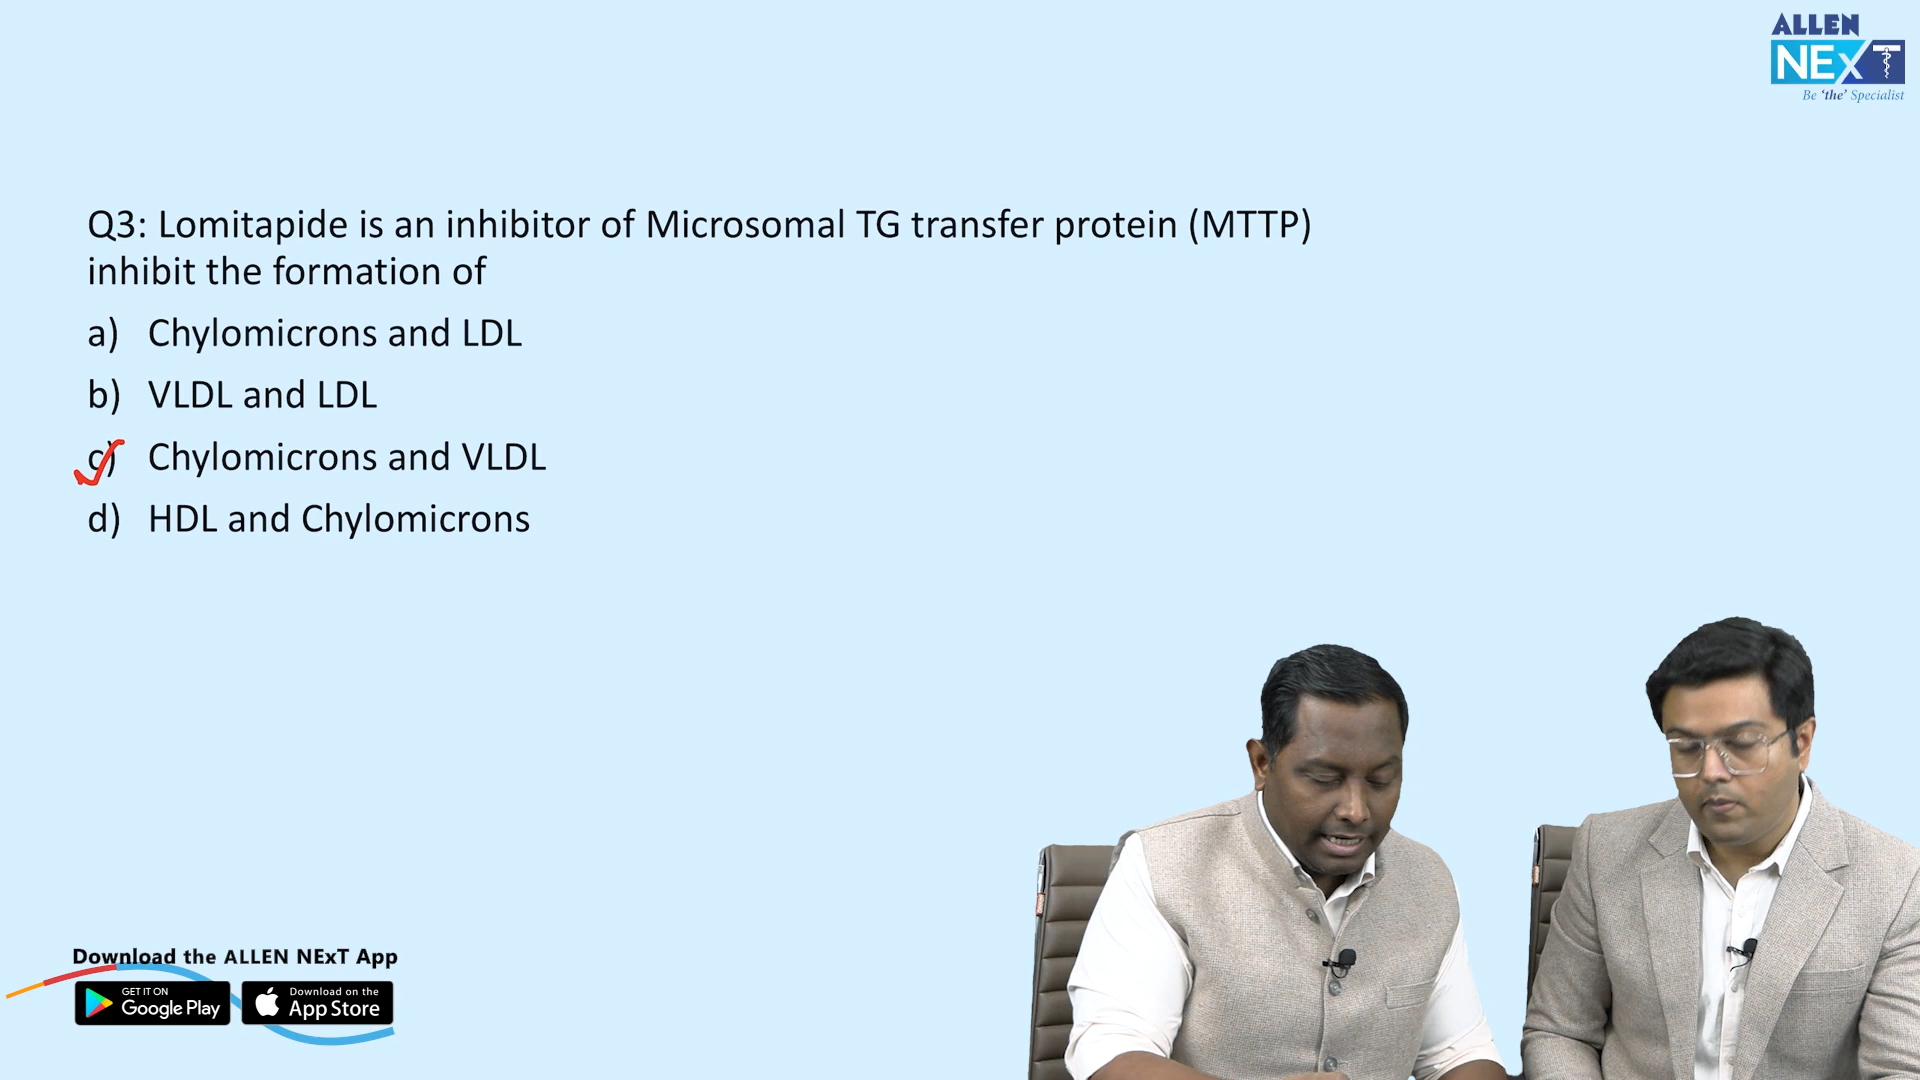 ALLEN
NExT
Be 'the' Specialist
Q3: Lomitapide is an inhibitor of Microsomal TG transfer protein (MTTP)
inhibit the formation of
a) Chylomicrons and LDL
b) VLDL and LDL
c) Chylomicrons and VLDL
d) HDL and Chylomicrons
Download the ALLEN NExT App
GET IT ON
Google Play
Download on the
App Store